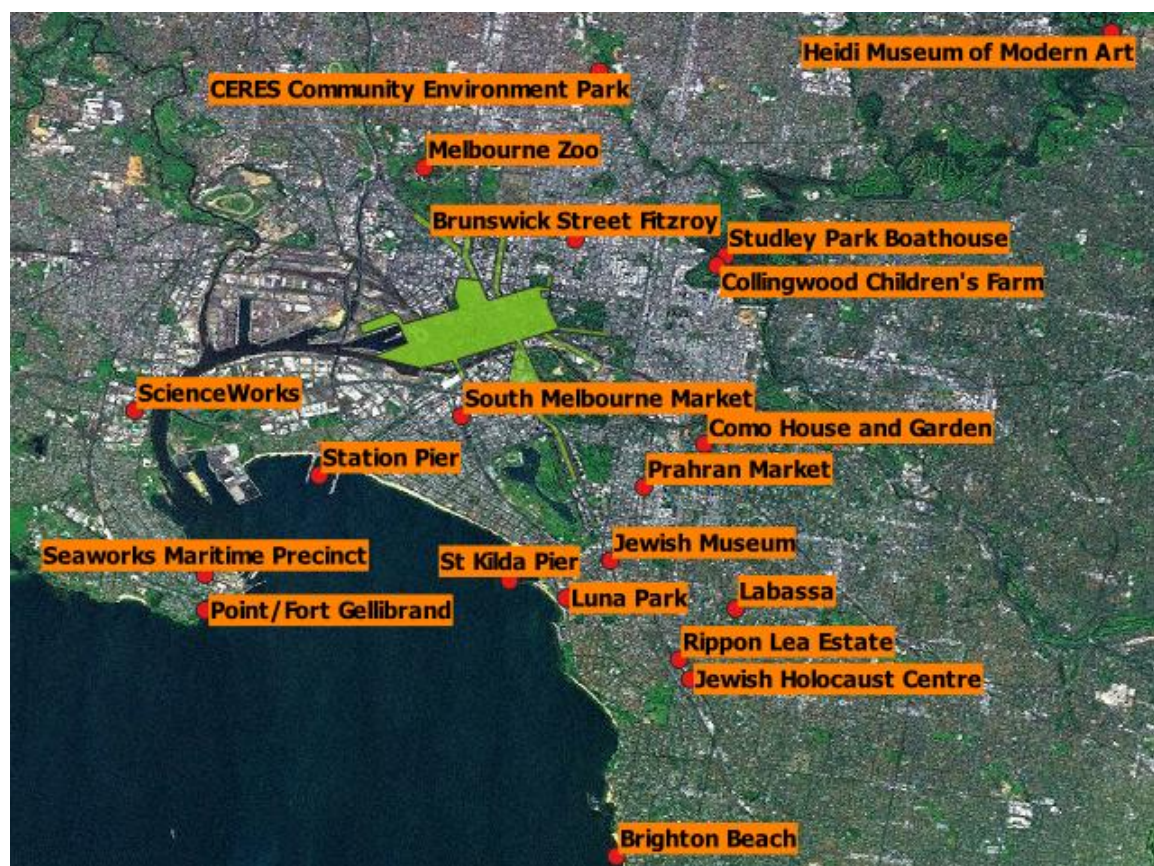 Heidi Museum of Modern Art
CERES Community Environment Park
Melbourne Zoo
Brunswick Street Fitzroy
Studley Park Boathouse
Collingwood Children's Farm
ScienceWorks
South Melbourne Market
Como House and Garden
Station Pier
Prahran Market
Jewish Museum
Seaworks Maritime Precinct
St Kilda Pier
Luna Park
Labassa
Point/Fort Gellibrand
Rippon Lea Estate
Jewish Holocaust Centre
Brighton Beach